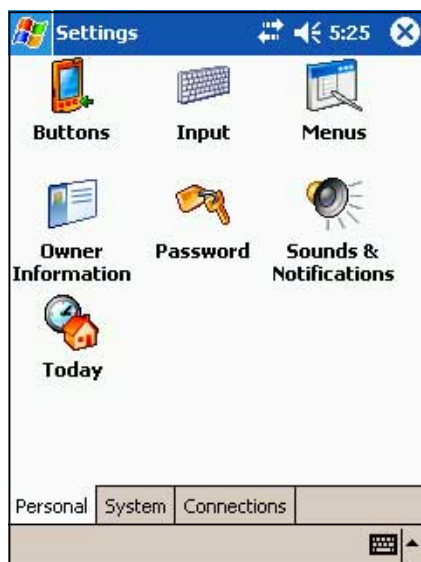 Settings 5:25
Buttons Input Menus
Owner Information Password Sounds & Notifications
Today
Personal System Connections